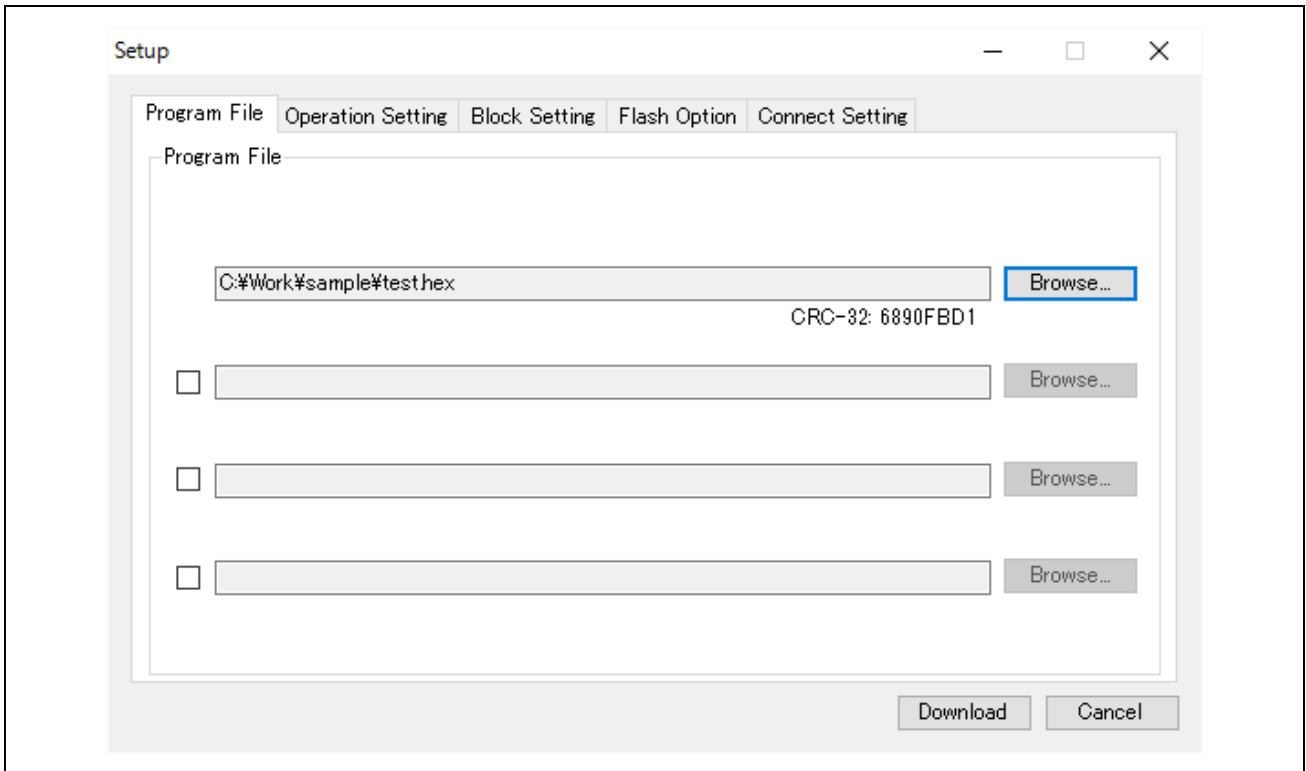 Setup
Program File Operation Setting Block Setting Flash Option Connect Setting
Program File
C:¥Work¥sample¥test.hex Browse...
CRC-32: 6890FBD1
Browse...
Browse...
Browse...
Download Cancel